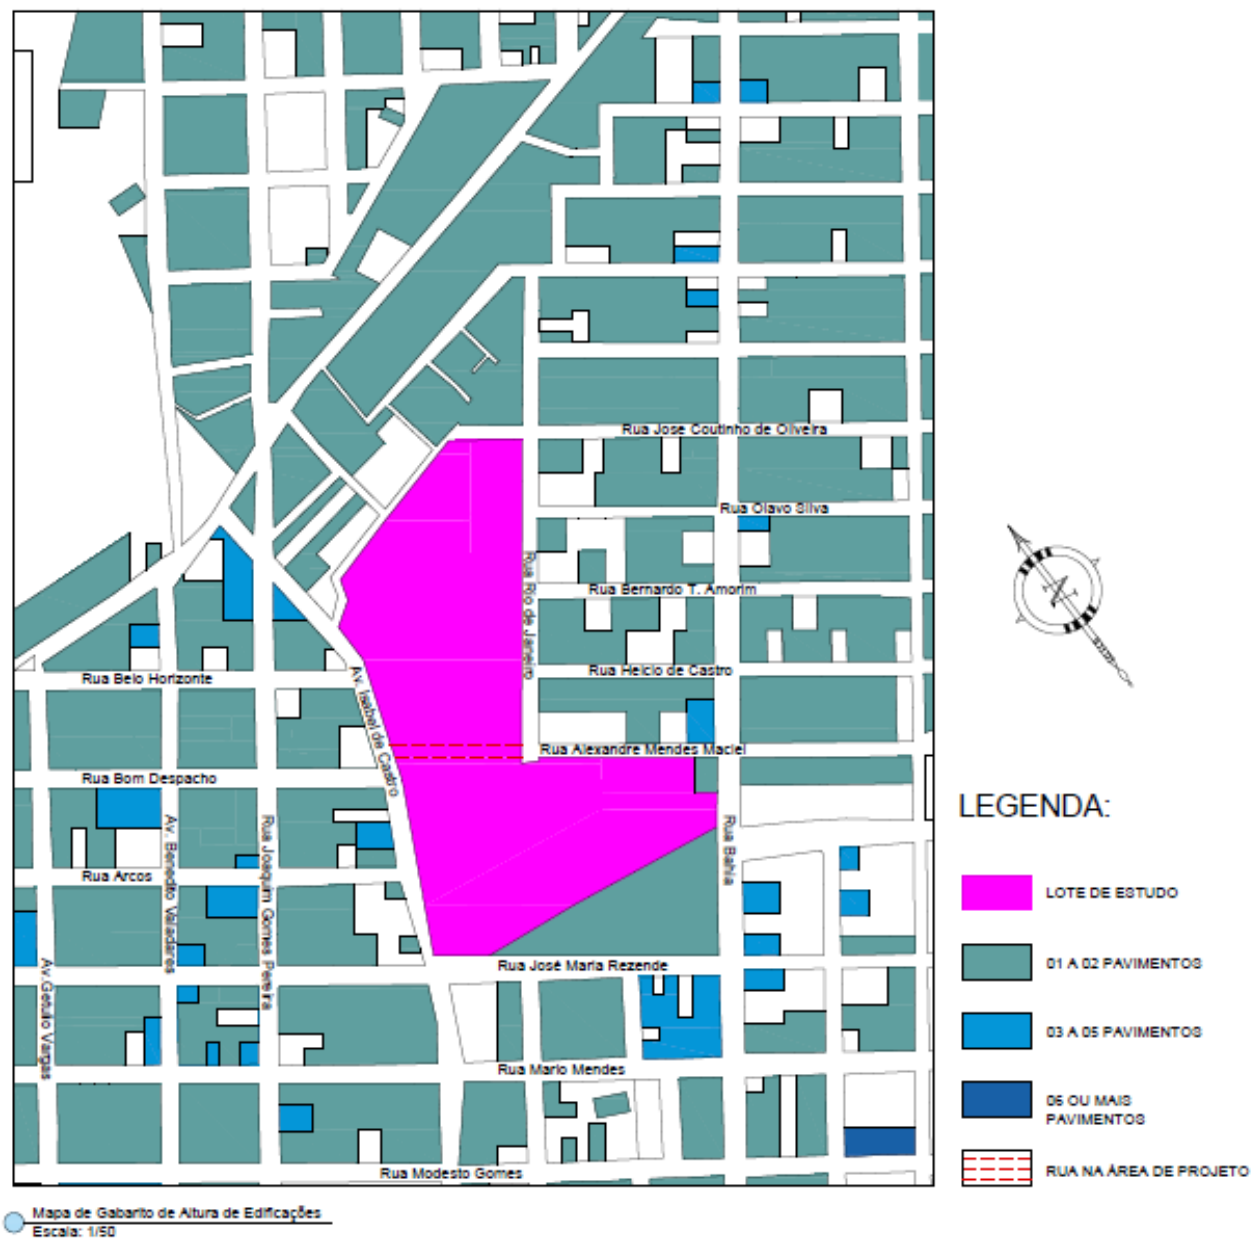 Rua Jose Coutinho de Oliveira
Rua Olavo Silva
Rua Rio de Janeiro
Rua Bernardo T. Amorim
Rua Helcio de Castro
Rua Belo Horizonte
Av. Isabel de Castro
Rua Alexandre Mendes Maciel
Rua Bom Despacho
Rua Arcos
Av. Benedito Valadares
Rua Joaquim Gomes Pereira
Rua Bahia
Av. Getulio Vargas
Rua José Maria Rezende
Rua Mario Mendes
Rua Modesto Gomes
N
LEGENDA:
LOTE DE ESTUDO
01 A 02 PAVIMENTOS
03 A 05 PAVIMENTOS
06 OU MAIS
PAVIMENTOS
RUA NA ÁREA DE PROJETO
Mapa de Gabarito de Altura de Edificações
Escala: 1/50